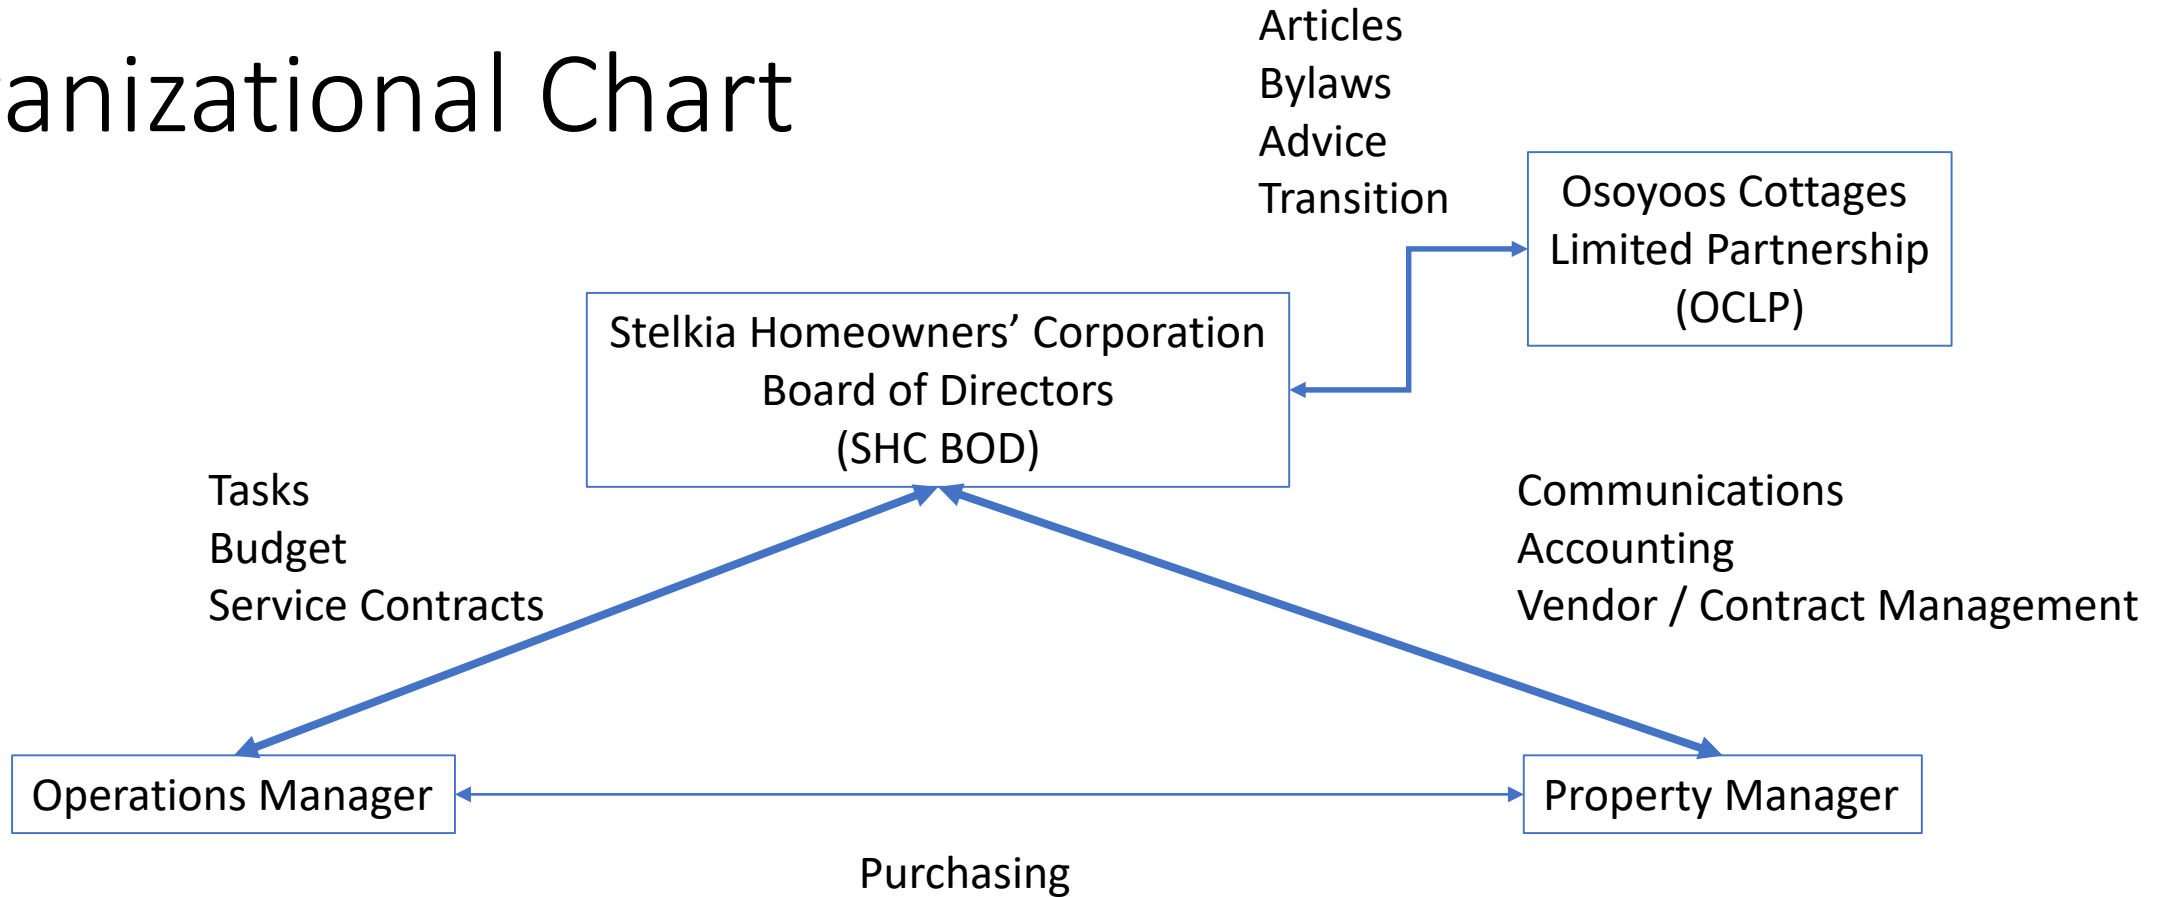 anizational Chart
Articles
Bylaws
Advice
Transition
Osoyoos Cottages
Limited Partnership
(OCLP)
Stelkia Homeowners’ Corporation
Board of Directors
(SHC BOD)
Tasks
Budget
Service Contracts
Communications
Accounting
Vendor / Contract Management
Operations Manager
Property Manager
Purchasing